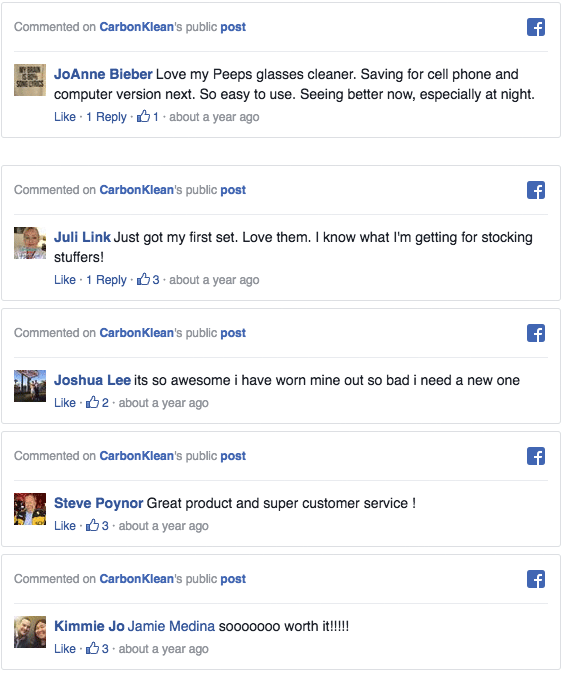 Commented on CarbonKlean's public post
MY BRAIN
IS 80%
SONG LYRICS
JoAnne Bieber Love my Peeps glasses cleaner. Saving for cell phone and
computer version next. So easy to use. Seeing better now, especially at night.
Like · 1 Reply · 1 · about a year ago
Commented on CarbonKlean's public post
Juli Link Just got my first set. Love them. I know what I'm getting for stocking
stuffers!
Like · 1 Reply · 3 · about a year ago
Commented on CarbonKlean's public post
Joshua Lee its so awesome i have worn mine out so bad i need a new one
Like · 2 · about a year ago
Commented on CarbonKlean's public post
Steve Poynor Great product and super customer service !
Like · 3 · about a year ago
Commented on CarbonKlean's public post
Kimmie Jo Jamie Medina sooooooo worth it!!!!!
Like · 3 · about a year ago